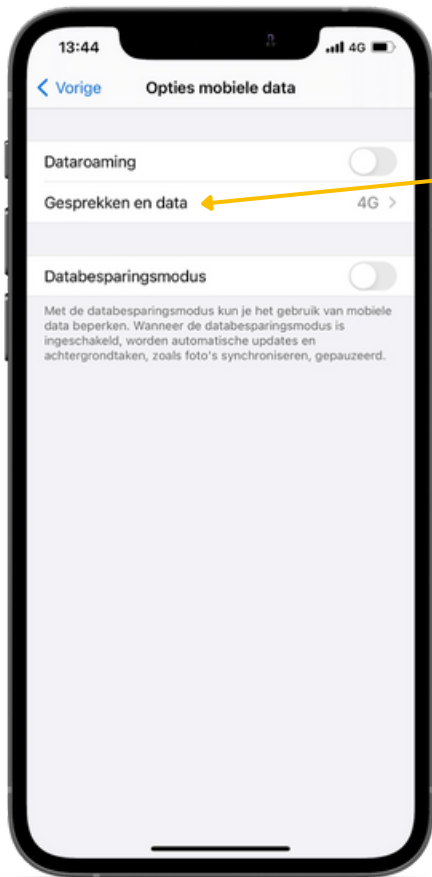 13:44 4G
Vorige Opties mobiele data
Dataroaming
Gesprekken en data 4G
Databesparingsmodus
Met de databesparingsmodus kun je het gebruik van mobiele
data beperken. Wanneer de databesparingsmodus is
ingeschakeld, worden automatische updates en
achtergrondtaken, zoals foto's synchroniseren, gepauzeerd.